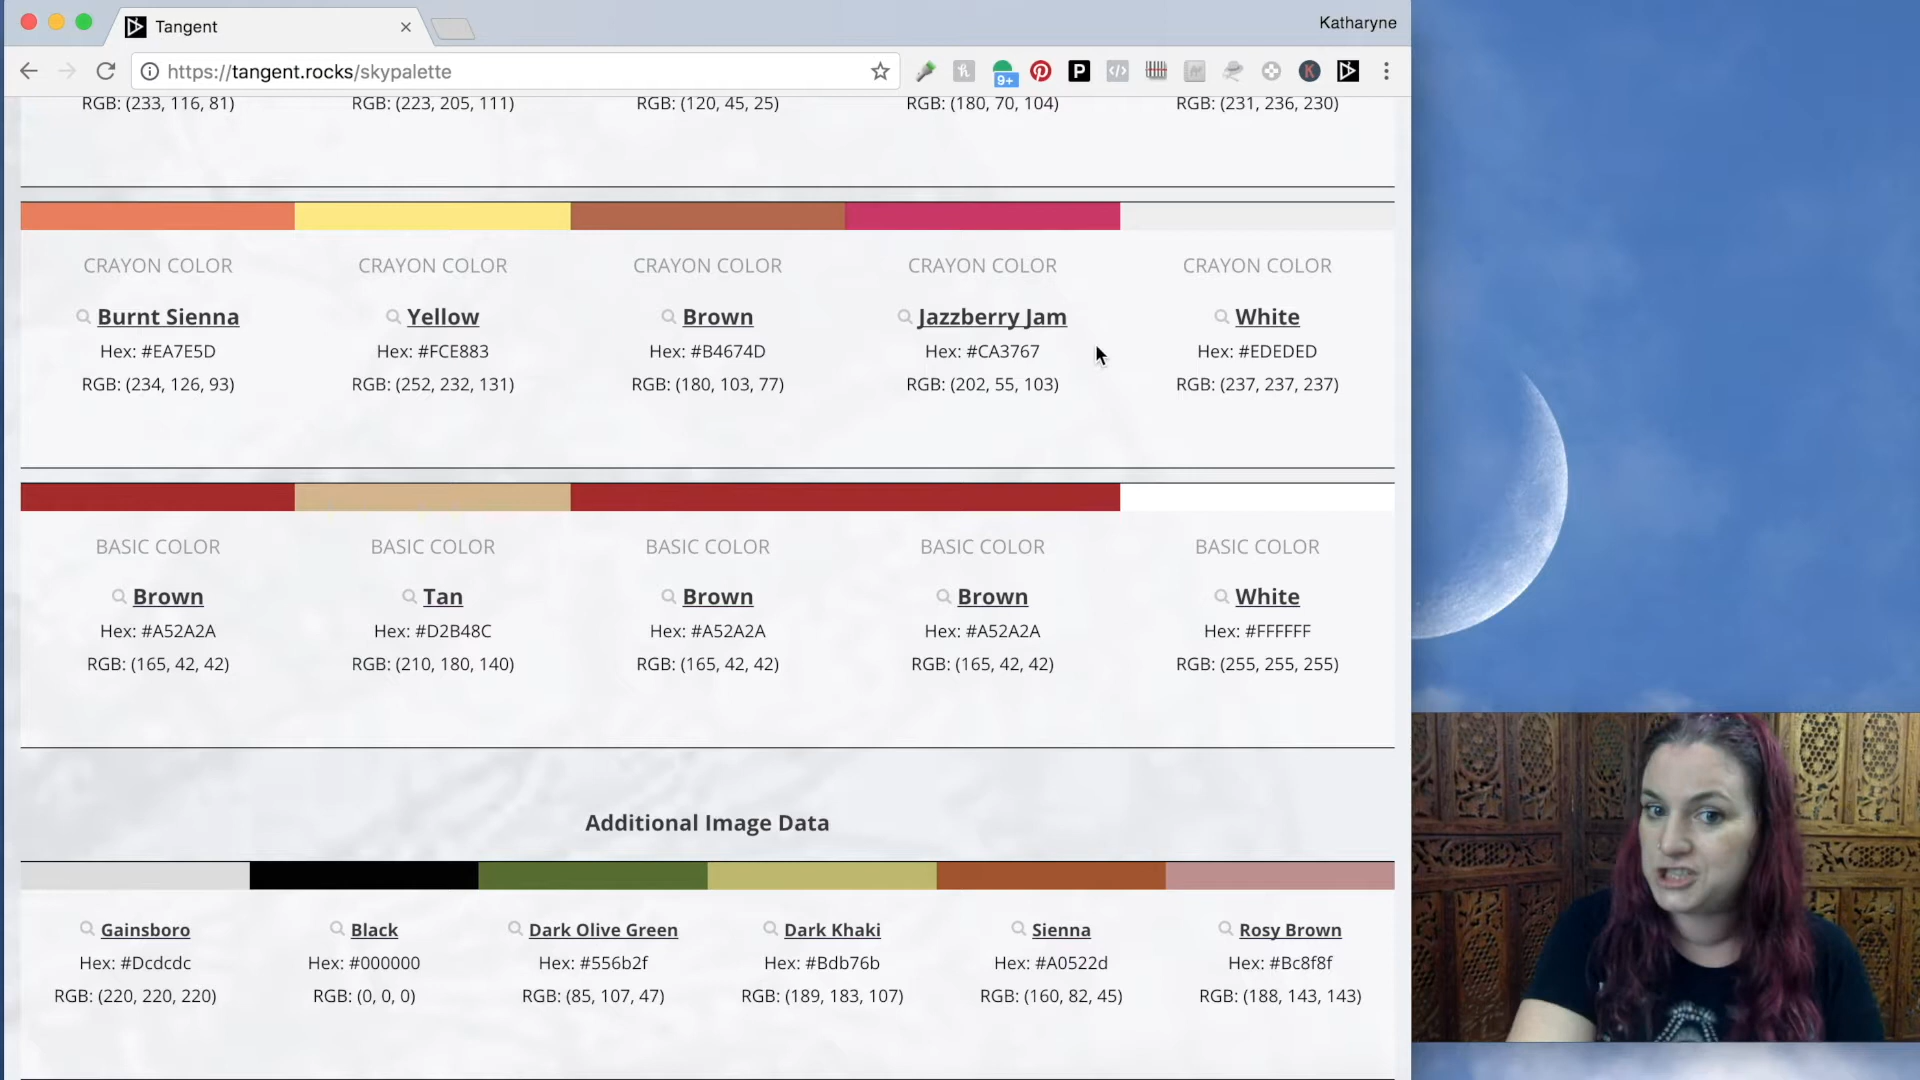 Tangent
Katharyne
https://tangent.rocks/skypalette
9+
P
K
RGB: (233, 116, 81) RGB: (223, 205, 111) RGB: (120, 45, 25) RGB: (180, 70, 104) RGB: (231, 236, 230)
CRAYON COLOR CRAYON COLOR CRAYON COLOR CRAYON COLOR CRAYON COLOR
Burnt Sienna Yellow Brown Jazzberry Jam White
Hex: #EA7E5D Hex: #FCE883 Hex: #B4674D Hex: #CA3767 Hex: #EDEDED
RGB: (234, 126, 93) RGB: (252, 232, 131) RGB: (180, 103, 77) RGB: (202, 55, 103) RGB: (237, 237, 237)
BASIC COLOR BASIC COLOR BASIC COLOR BASIC COLOR BASIC COLOR
Brown Tan Brown Brown White
Hex: #A52A2A Hex: #D2B48C Hex: #A52A2A Hex: #A52A2A Hex: #FFFFFF
RGB: (165, 42, 42) RGB: (210, 180, 140) RGB: (165, 42, 42) RGB: (165, 42, 42) RGB: (255, 255, 255)
Additional Image Data
Gainsboro Black Dark Olive Green Dark Khaki Sienna Rosy Brown
Hex: #Dcdcdc Hex: #000000 Hex: #556b2f Hex: #Bdb76b Hex: #A0522d Hex: #Bc8f8f
RGB: (220, 220, 220) RGB: (0, 0, 0) RGB: (85, 107, 47) RGB: (189, 183, 107) RGB: (160, 82, 45) RGB: (188, 143, 143)